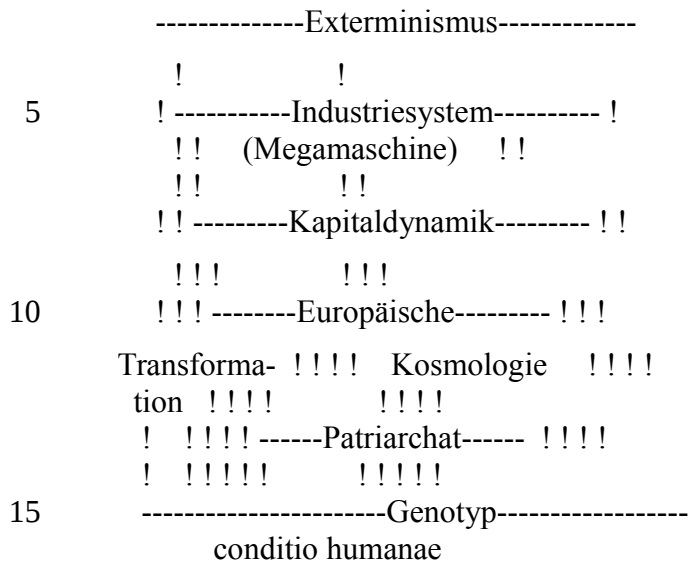 --------------Exterminismus-------------
! !
5 ! -----------Industriesystem---------- !
! ! (Megamaschine) ! !
! ! ! !
! ! ---------Kapitaldynamik--------- ! !
! ! ! ! ! !
10 ! ! ! --------Europäische--------- ! ! !
Transforma- ! ! ! ! Kosmologie ! ! ! !
tion ! ! ! ! ! ! ! !
! ! ! ! ! ------Patriarchat------ ! ! ! !
! ! ! ! ! ! ! ! ! ! !
15 -----------------------Genotyp------------------
conditio humanae